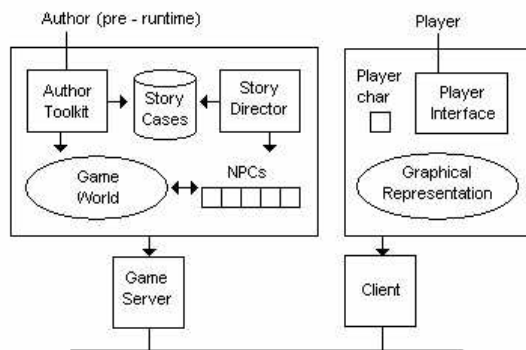 Author (pre - runtime)
Player
Author
Toolkit
Story
Cases
Story
Director
Player
char
Player
Interface
Game
World
NPCs
Graphical
Representation
Game
Server
Client